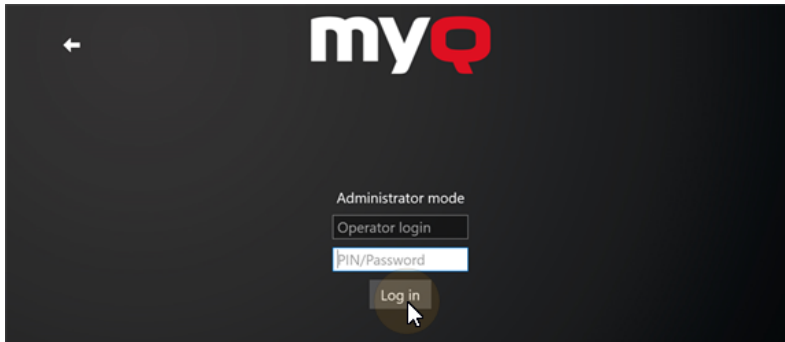 myQ
Administrator mode
Operator login
PIN/Password
Log in